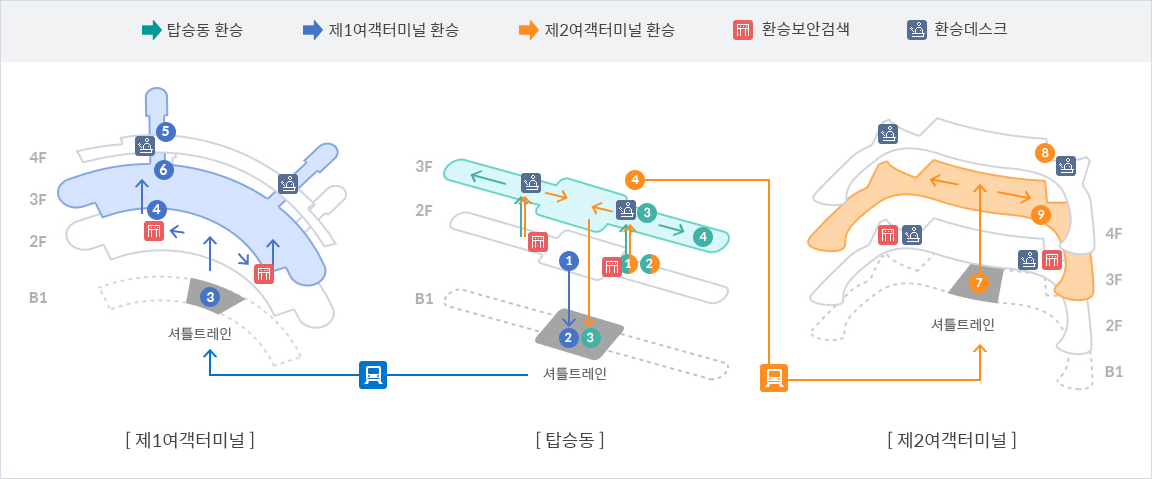 탑승동 환승
제1여객터미널 환승
제2여객터미널 환승
환승보안검색
환승데스크
4F
3F
2F
B1
5
6
4
3
셔틀트레인
[ 제1여객터미널 ]
3F
2F
B1
4
3
4
1
1
2
2
3
셔틀트레인
[ 탑승동 ]
8
9
7
4F
3F
2F
B1
셔틀트레인
[ 제2여객터미널 ]